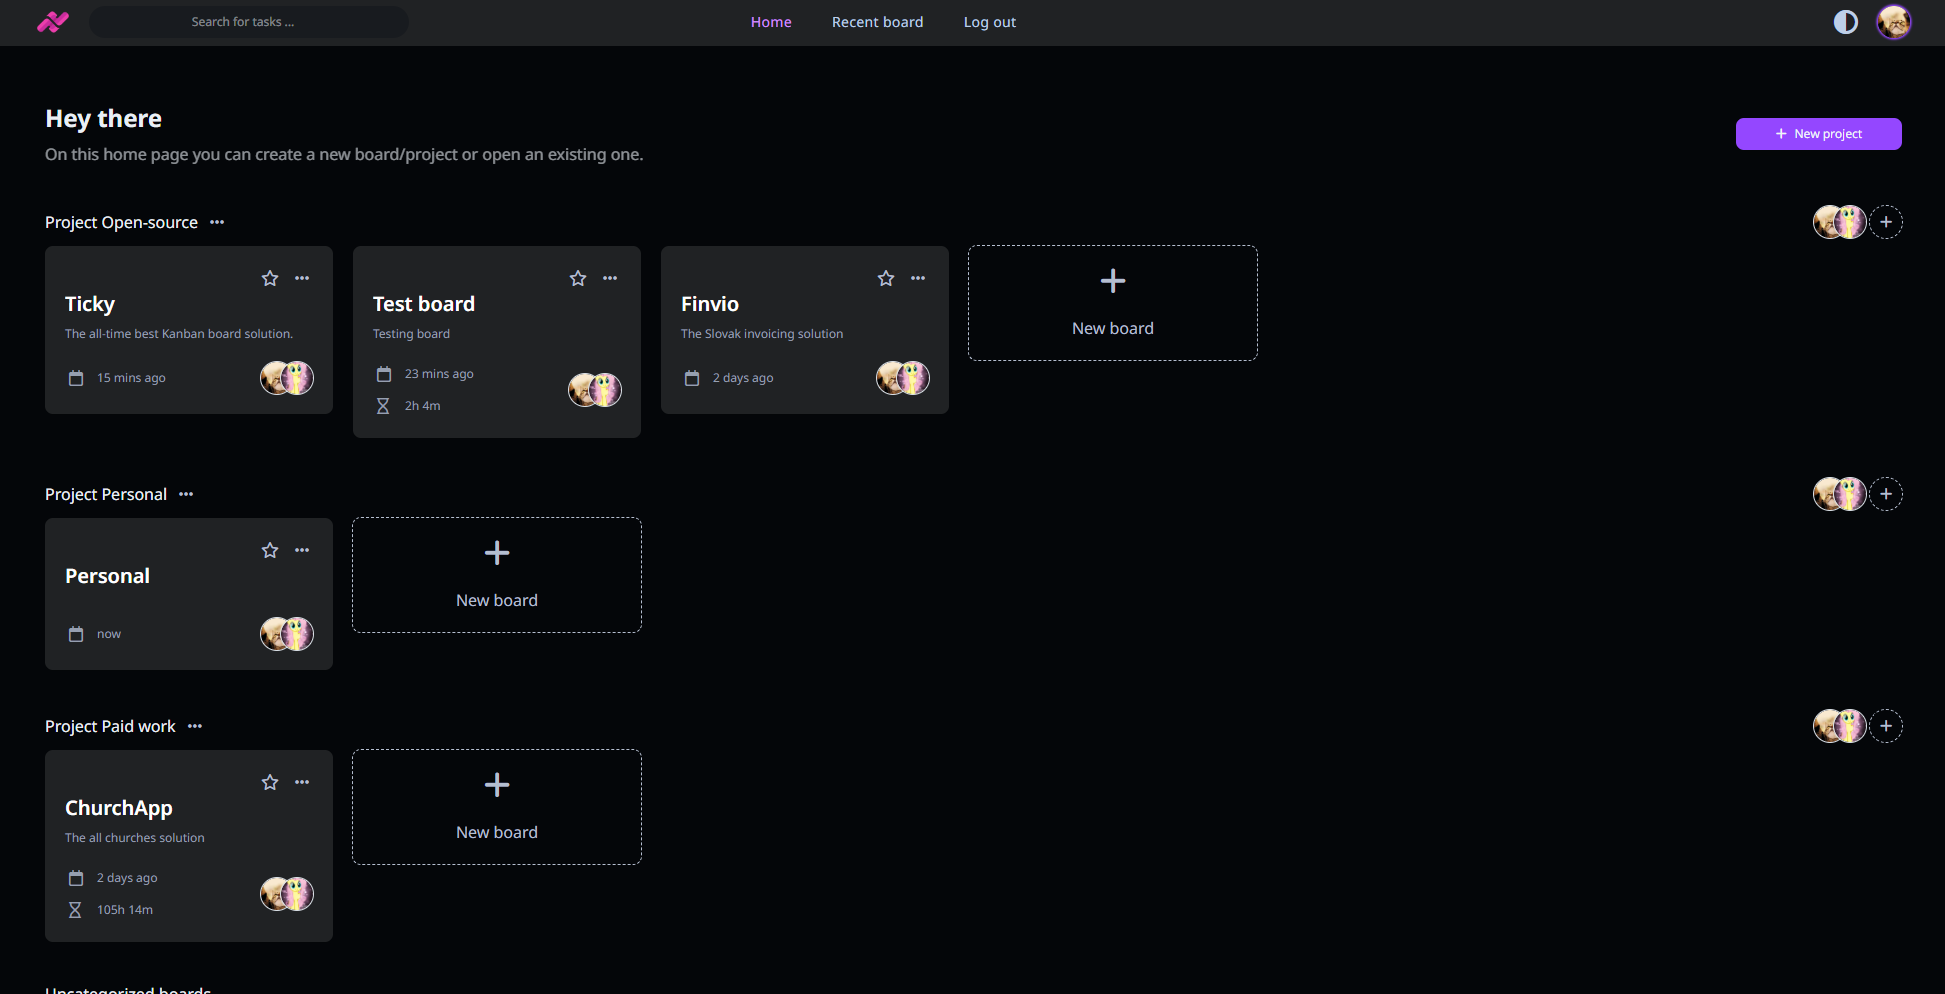 Search for tasks ...
Home
Recent board
Log out
Hey there
On this home page you can create a new board/project or open an existing one.
New project
Project Open-source
Ticky
The all-time best Kanban board solution.
15 mins ago
Test board
Testing board
23 mins ago
2h 4m
Finvio
The Slovak invoicing solution
2 days ago
New board
Project Personal
Personal
now
New board
Project Paid work
ChurchApp
The all churches solution
2 days ago
105h 14m
New board
Uncategorized boards